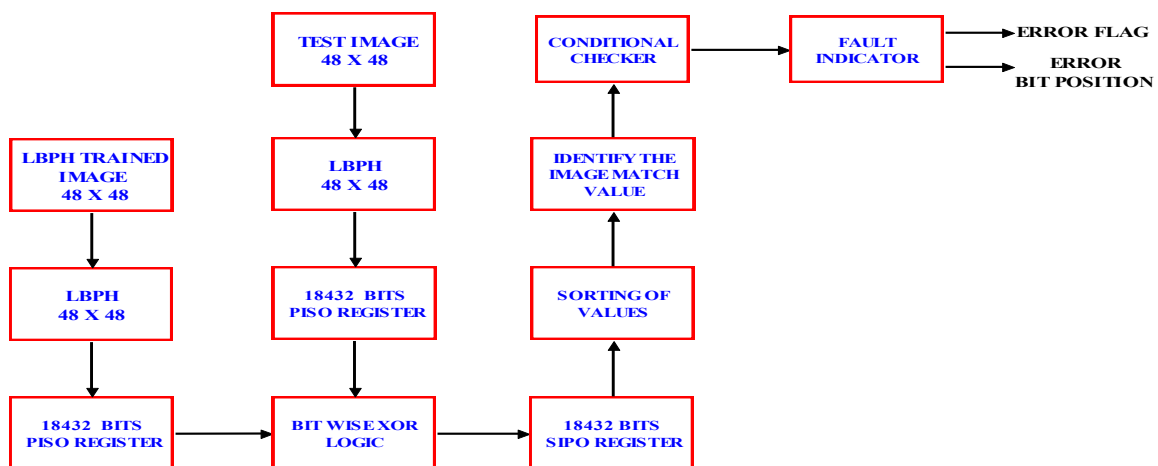 TEST IMAGE
48 X 48
CONDITIONAL
CHECKER
FAULT
INDICATOR
ERROR FLAG
ERROR
BIT POSITION
LBPH TRAINED
IMAGE
48 X 48
LBPH
48 X 48
IDENTIFY THE
IMAGE MATCH
VALUE
LBPH
48 X 48
18432 BITS
PISO REGISTER
SORTING OF
VALUES
18432 BITS
PISO REGISTER
BIT WISE XOR
LOGIC
18432 BITS
SIPO REGISTER